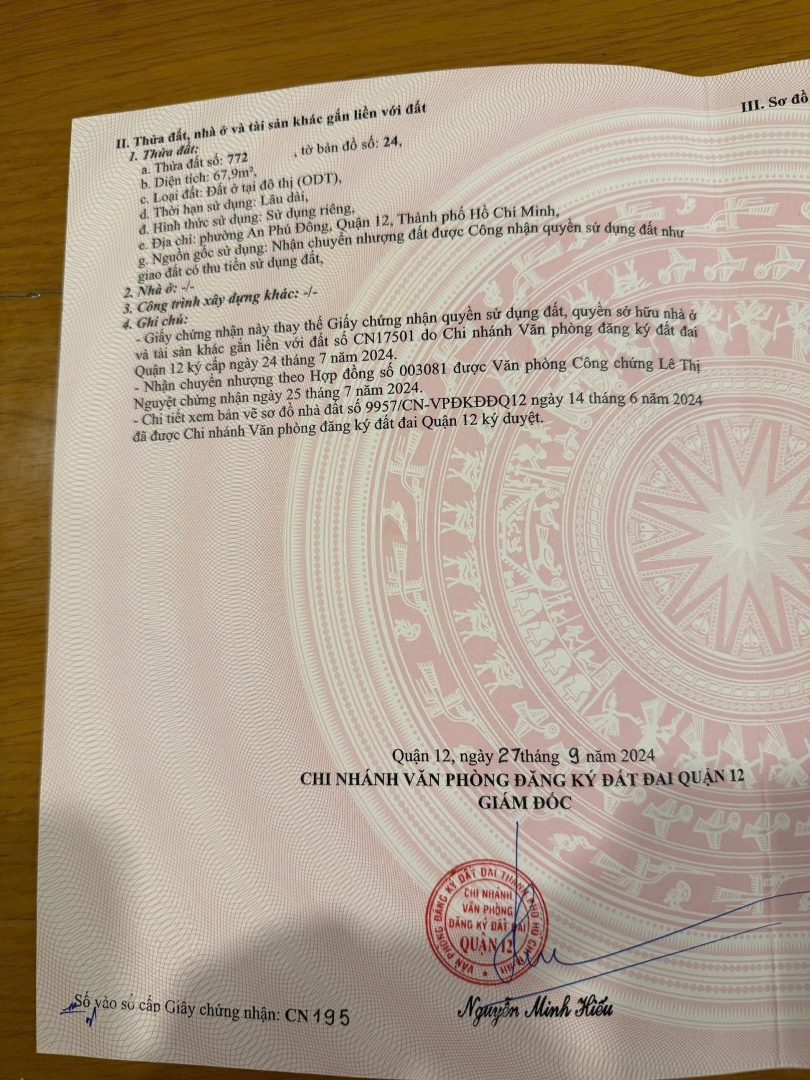 II. Thửa đất, nhà ở và tài sản khác gắn liền với đất
III. Sơ đồ
1. Thửa đất:
a. Thửa đất số: 772 , tờ bản đồ số: 24,
b. Diện tích: 67,9m²,
c. Loại đất: Đất ở tại đô thị (ODT),
d. Thời hạn sử dụng: Lâu dài,
đ. Hình thức sử dụng: Sử dụng riêng,
e. Địa chỉ: phường An Phú Đông, Quận 12, Thành phố Hồ Chí Minh,
g. Nguồn gốc sử dụng: Nhận chuyển nhượng đất được Công nhận quyền sử dụng đất như
giao đất có thu tiền sử dụng đất,
2. Nhà ở: -/-
3. Công trình xây dựng khác: -/-
4. Ghi chú:
- Giấy chứng nhận này thay thế Giấy chứng nhận quyền sử dụng đất, quyền sở hữu nhà ở
và tài sản khác gắn liền với đất số CN17501 do Chi nhánh Văn phòng đăng ký đất đai
Quận 12 ký cấp ngày 24 tháng 7 năm 2024.
- Nhận chuyển nhượng theo Hợp đồng số 003081 được Văn phòng Công chứng Lê Thị
Nguyệt chứng nhận ngày 25 tháng 7 năm 2024.
- Chi tiết xem bản vẽ sơ đồ nhà đất số 9957/CN-VPĐKĐĐQ12 ngày 14 tháng 6 năm 2024
đã được Chi nhánh Văn phòng đăng ký đất đai Quận 12 ký duyệt.
Quận 12, ngày 27 tháng 9 năm 2024
CHI NHÁNH VĂN PHÒNG ĐĂNG KÝ ĐẤT ĐAI QUẬN 12
GIÁM ĐỐC
VĂN PHÒNG ĐĂNG KÝ ĐẤT ĐAI THÀNH PHỐ HỒ CHÍ MINH
CHI NHÁNH
VĂN PHÒNG
ĐĂNG KÝ ĐẤT ĐAI
QUẬN 12
Nguyễn Minh Hiếu
Số vào sổ cấp Giấy chứng nhận: CN 195